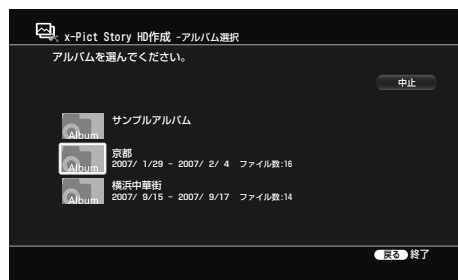 x-Pict Story HD作成 -アルバム選択
アルバムを選んでください。
中止
Album
サンプルアルバム
Album
京都
2007/ 1/29 - 2007/ 2/ 4 ファイル数:16
Album
横浜中華街
2007/ 9/15 - 2007/ 9/17 ファイル数:14
戻る 終了